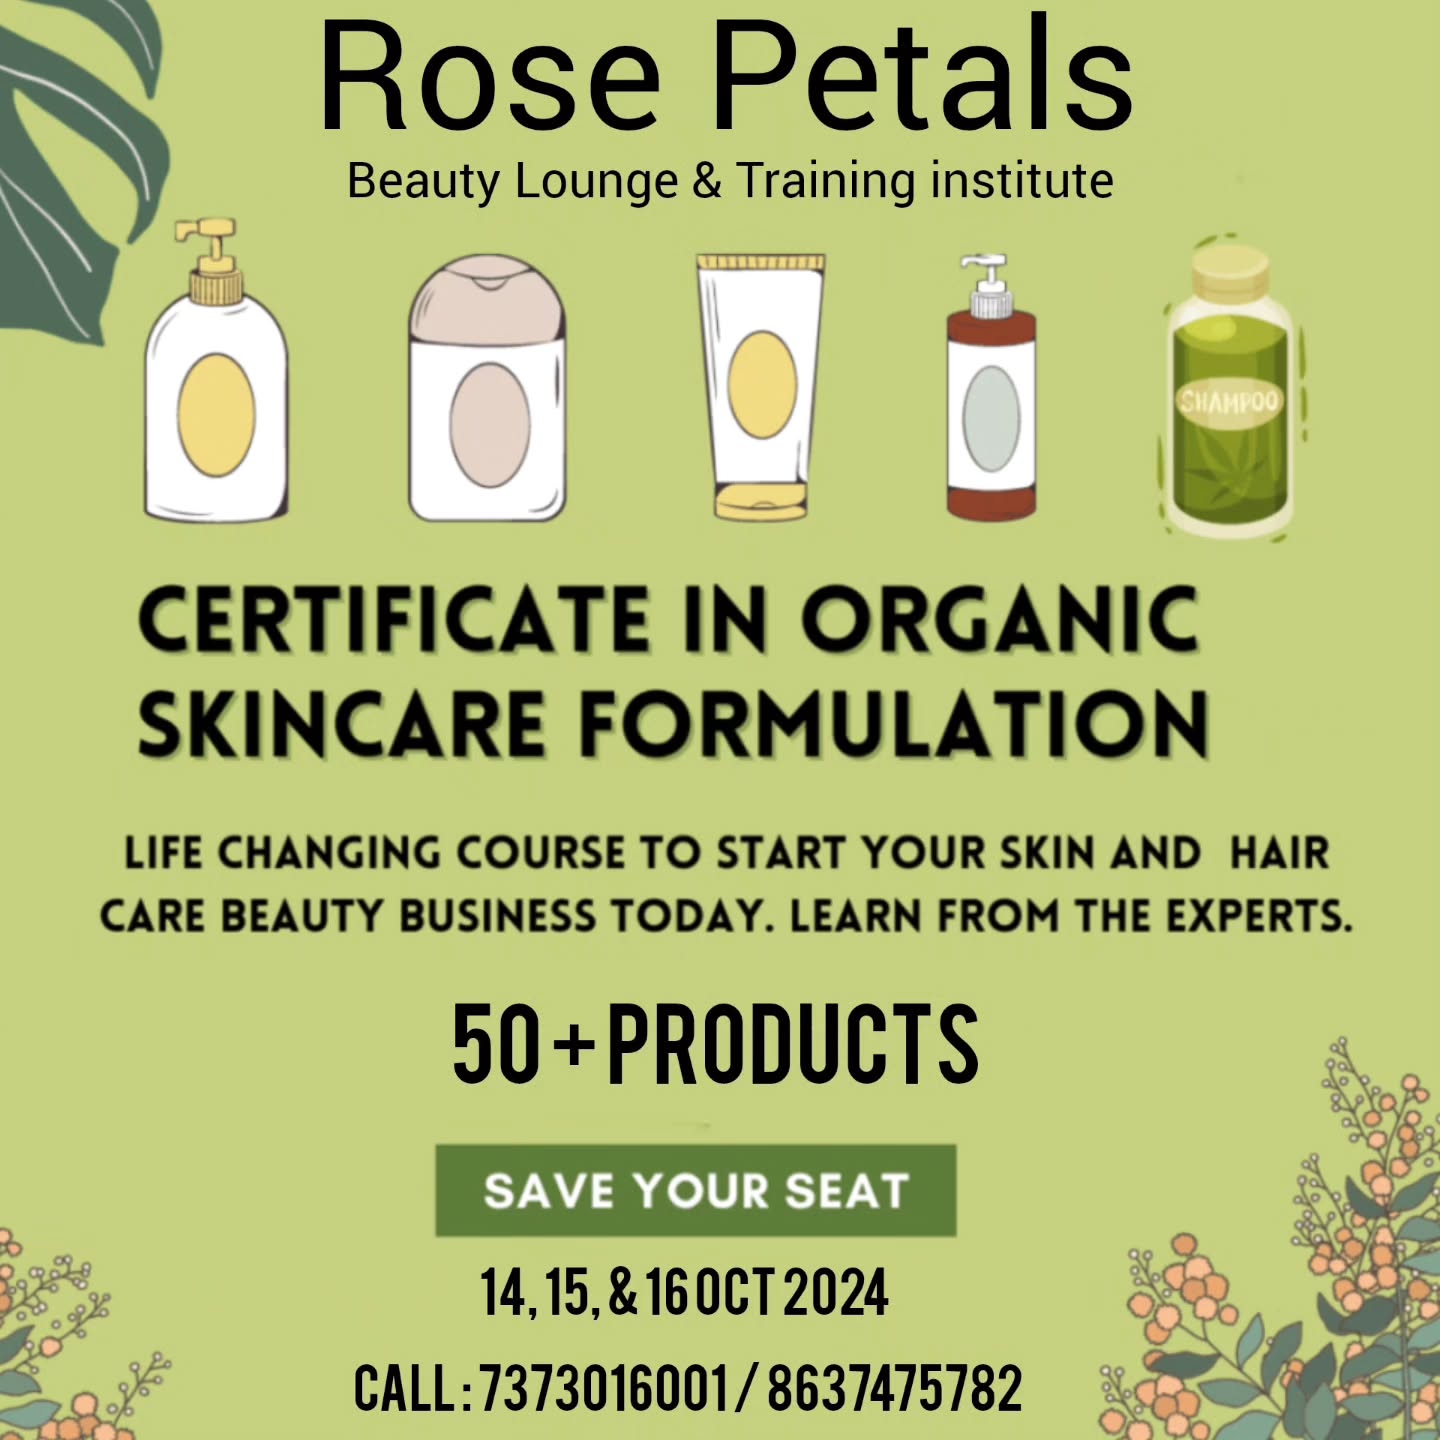 Rose Petals
Beauty Lounge & Training institute
SHAMPOO
CERTIFICATE IN ORGANIC
SKINCARE FORMULATION
LIFE CHANGING COURSE TO START YOUR SKIN AND HAIR
CARE BEAUTY BUSINESS TODAY. LEARN FROM THE EXPERTS.
50+PRODUCTS
SAVE YOUR SEAT
14, 15, & 16 OCT 2024
CALL : 7373016001 / 8637475782